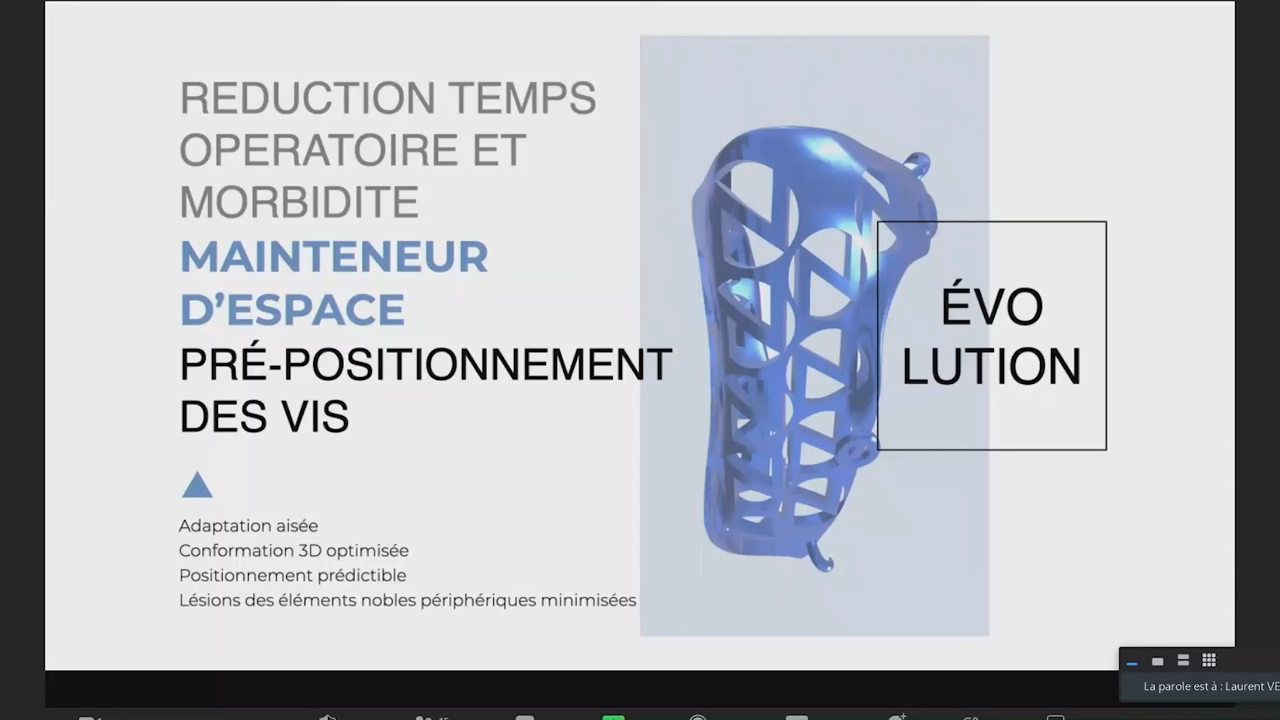 REDUCTION TEMPS
OPERATOIRE ET
MORBIDITE
MAINTENEUR
D'ESPACE
PRÉ-POSITIONNEMENT
DES VIS
Adaptation aisée
Conformation 3D optimisée
Positionnement prédictible
Lésions des éléments nobles périphériques minimisées
ÉVO
LUTION
La parole est à : Laurent VE